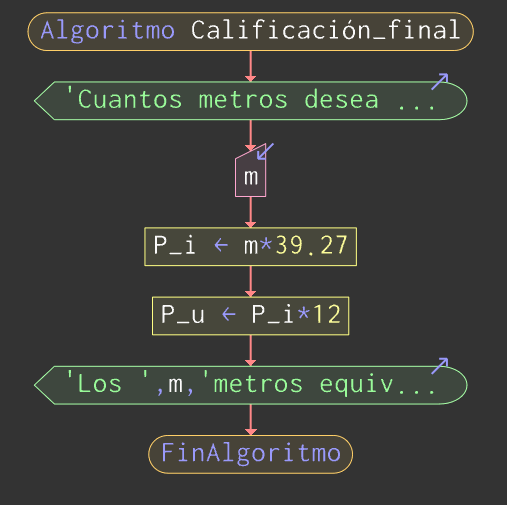 Algoritmo Calificación_final
'Cuantos metros desea ...
m
P_i ← m*39.27
P_u ← P_i*12
'Los ',m,'metros equiv...
FinAlgoritmo